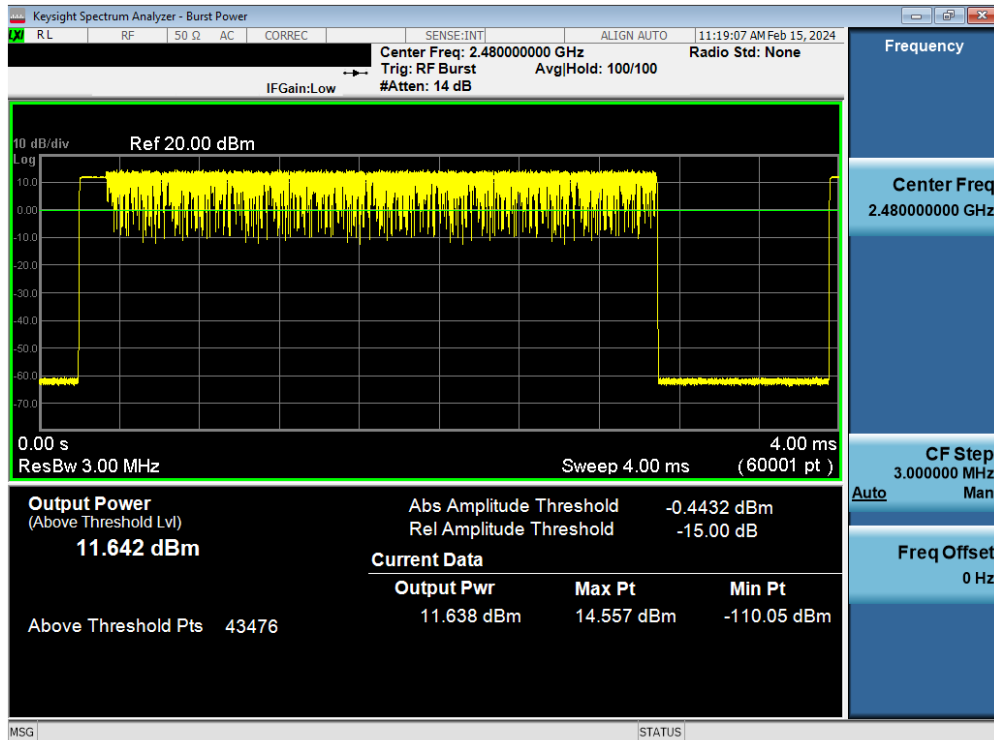 Keysight Spectrum Analyzer - Burst Power
LXI RL RF 50 Ω AC CORREC SENSE:INT ALIGN AUTO 11:19:07 AM Feb 15, 2024
Center Freq: 2.480000000 GHz Radio Std: None
Trig: RF Burst Avg|Hold: 100/100
IFGain:Low #Atten: 14 dB
10 dB/div Ref 20.00 dBm
Log
10.0
0.00
-10.0
-20.0
-30.0
-40.0
-50.0
-60.0
-70.0
0.00 s 4.00 ms
ResBw 3.00 MHz Sweep 4.00 ms (60001 pt )
Output Power
(Above Threshold Lvl)
11.642 dBm
Above Threshold Pts 43476
Abs Amplitude Threshold -0.4432 dBm
Rel Amplitude Threshold -15.00 dB
Current Data
Output Pwr Max Pt Min Pt
11.638 dBm 14.557 dBm -110.05 dBm
Frequency
Center Freq
2.480000000 GHz
CF Step
3.000000 MHz
Auto Man
Freq Offset
0 Hz
MSG STATUS